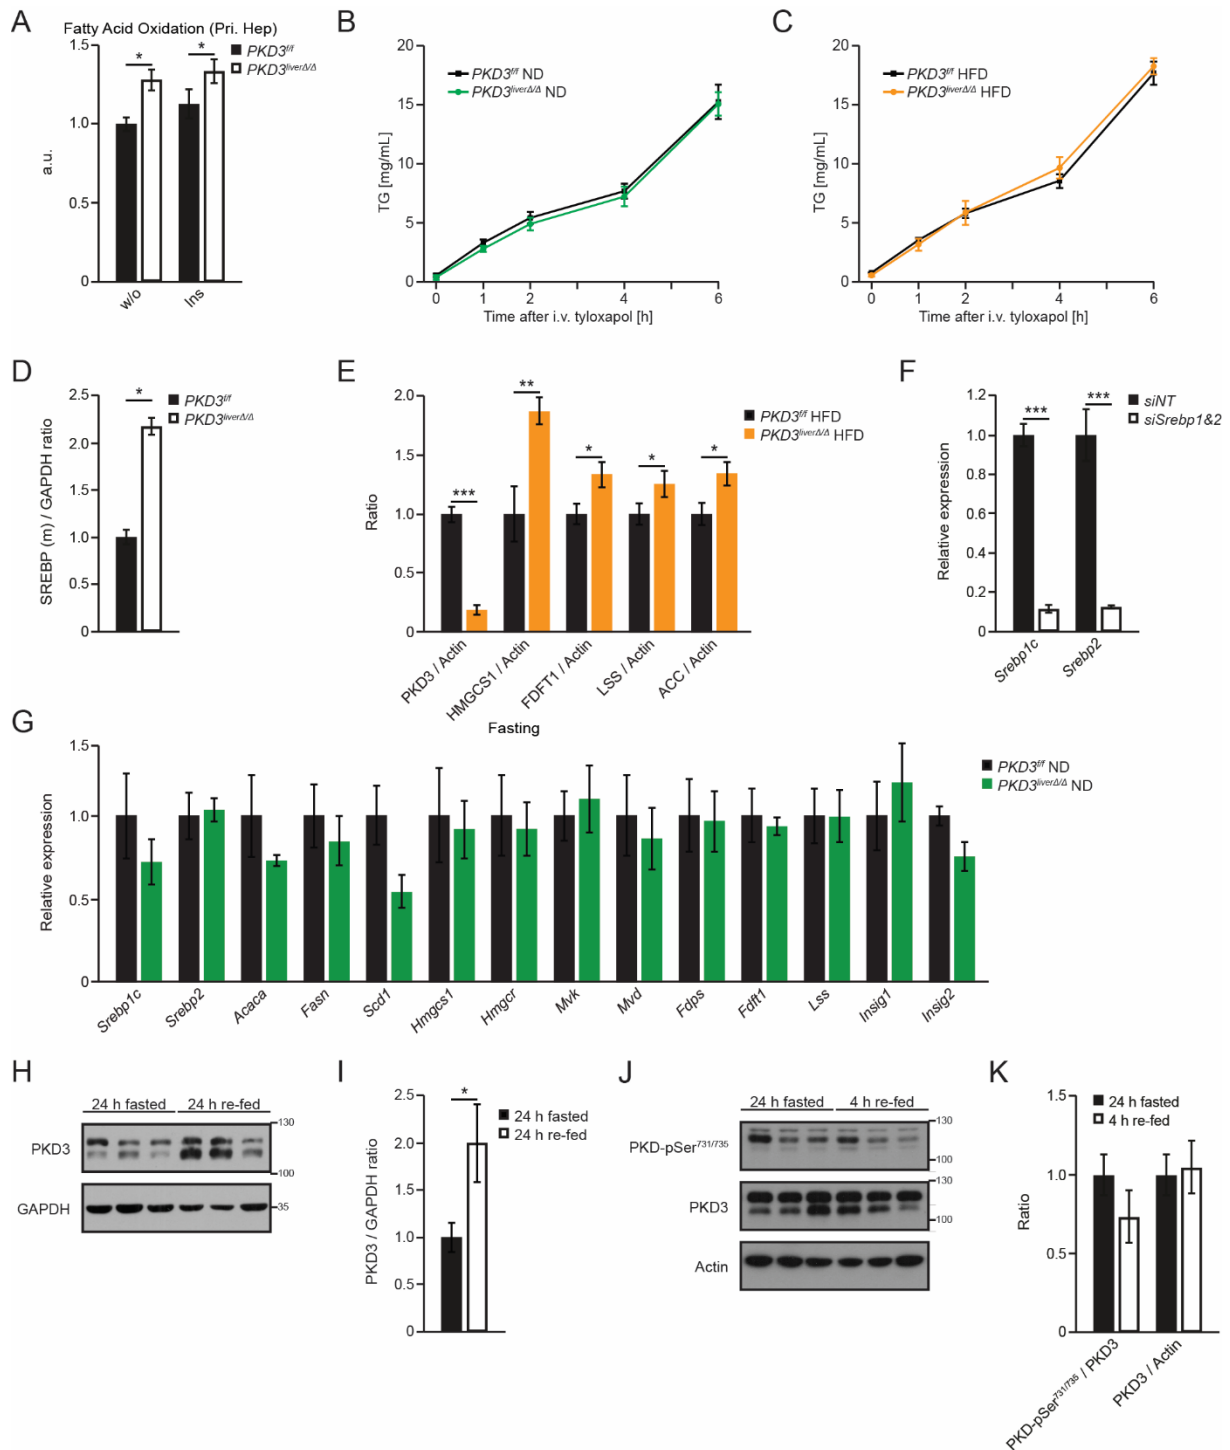 A
Fatty Acid Oxidation (Pri. Hep)
1.5
1.0
0.5
0
a.u.
* *
PKD3f/f
PKD3liverΔ/Δ
w/o Ins
B
20
15
10
5
0
TG [mg/mL]
PKD3f/f ND
PKD3liverΔ/Δ ND
0 1 2 4 6
Time after i.v. tyloxapol [h]
C
20
15
10
5
0
TG [mg/mL]
PKD3f/f HFD
PKD3liverΔ/Δ HFD
0 1 2 4 6
Time after i.v. tyloxapol [h]
D
2.5
2.0
1.5
1.0
0.5
0
SREBP (m) / GAPDH ratio
*
PKD3f/f
PKD3liverΔ/Δ
E
2.0
1.5
1.0
0.5
0
Ratio
*** ** * * *
PKD3f/f HFD
PKD3liverΔ/Δ HFD
PKD3 / Actin
HMGCS1 / Actin
FDFT1 / Actin
LSS / Actin
ACC / Actin
F
1.2
1.0
0.8
0.6
0.4
0.2
0
Relative expression
*** ***
siNT
siSrebp1&2
Srebp1c
Srebp2
G
Fasting
1.5
1.0
0.5
0
Relative expression
PKD3f/f ND
PKD3liverΔ/Δ ND
Srebp1c
Srebp2
Acaca
Fasn
Scd1
Hmgcs1
Hmgcr
Mvk
Mvd
Fdps
Fdft1
Lss
Insig1
Insig2
H
24 h fasted 24 h re-fed
PKD3
130
100
GAPDH
35
I
2.5
2.0
1.5
1.0
0.5
0
PKD3 / GAPDH ratio
*
24 h fasted
24 h re-fed
J
24 h fasted 4 h re-fed
PKD-pSer731/735
130
100
PKD3
130
100
Actin
K
1.5
1.0
0.5
0
Ratio
24 h fasted
4 h re-fed
PKD-pSer731/735 / PKD3
PKD3 / Actin